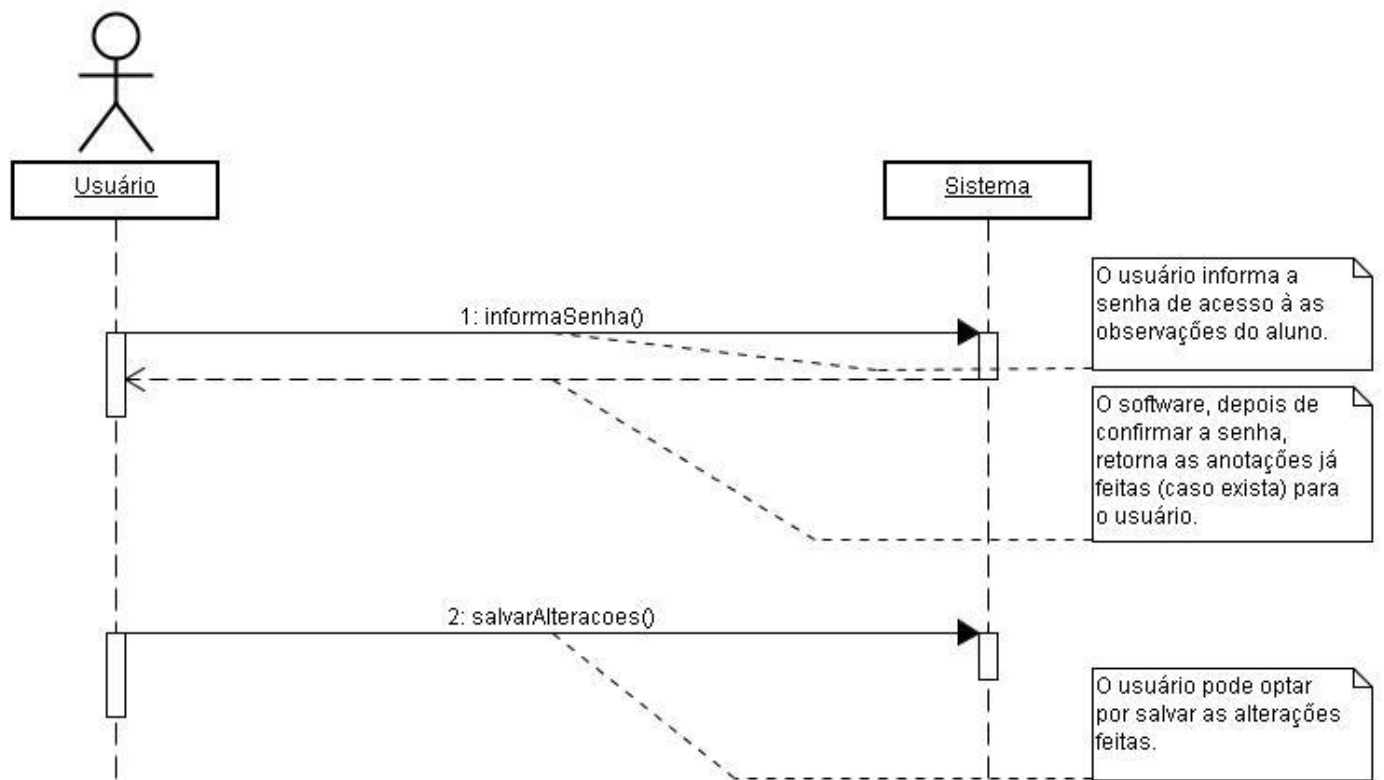 Usuário
Sistema
O usuário informa a
senha de acesso à as
observações do aluno.
1: informaSenha()
O software, depois de
confirmar a senha,
retorna as anotações já
feitas (caso exista) para
o usuário.
2: salvarAlteracoes()
O usuário pode optar
por salvar as alterações
feitas.